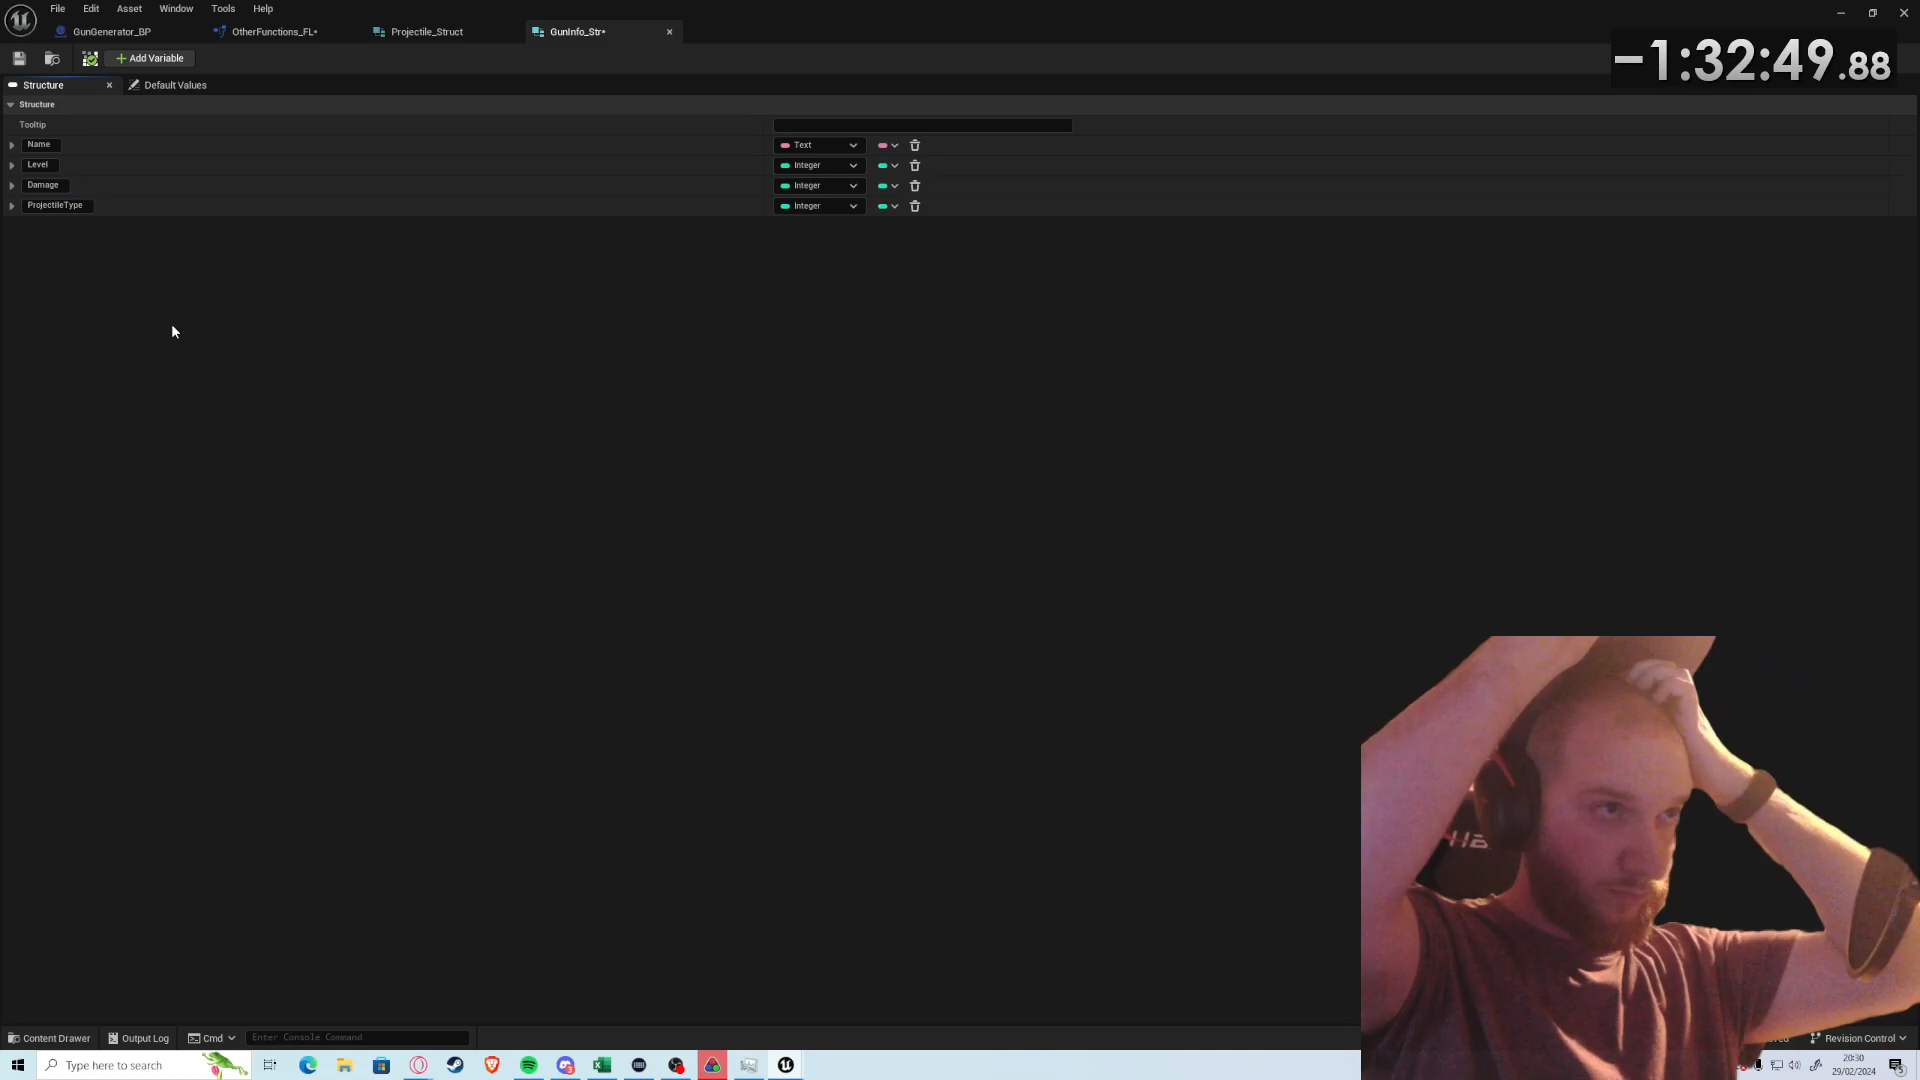 File Edit Asset Window Tools Help
GunGenerator_BP OtherFunctions_FL* Projectile_Struct GunInfo_Str*
Add Variable
−1:32:49.88
Structure Default Values
Structure
Tooltip
Name Text
Level Integer
Damage Integer
ProjectileType Integer
Content Drawer Output Log Cmd Enter Console Command Revision Control
Type here to search
20:30
29/02/2024